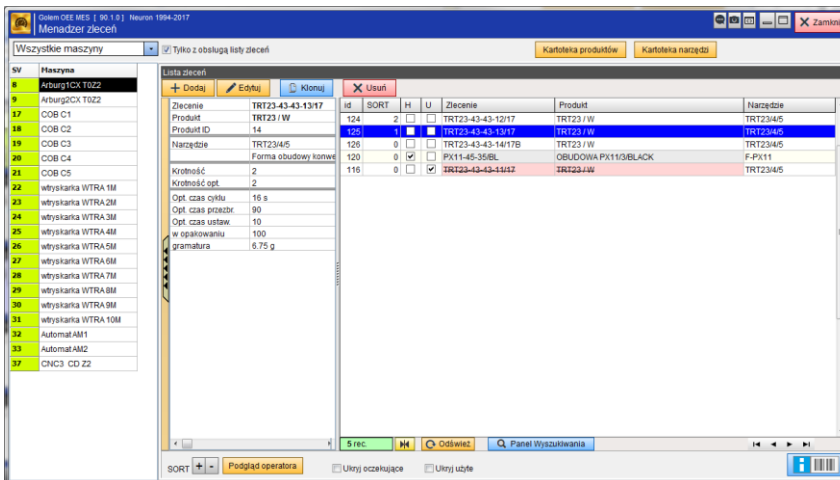 Golem OEE MES [ 90.1.0 ] Neuron 1994-2017
Menadzer zleceń
Zamkni
Wszystkie maszyny
Tylko z obsługą listy zleceń
Kartoteka produktów
Kartoteka narzędzi
SV Maszyna
8 Arburg1CX T0Z2
9 Arburg2CX T0Z2
17 COB C1
18 COB C2
19 COB C3
20 COB C4
21 COB C5
22 wtryskarka WTRA 1M
23 wtryskarka WTRA 2M
24 wtryskarka WTRA 3M
25 wtryskarka WTRA 4M
26 wtryskarka WTRA 5M
27 wtryskarka WTRA 6M
28 wtryskarka WTRA 7M
29 wtryskarka WTRA 8M
30 wtryskarka WTRA 9M
31 wtryskarka WTRA 10M
32 Automat AM1
33 Automat AM2
37 CNC3 CD Z2
Lista zleceń
+ Dodaj
Edytuj
Klonuj
Usuń
Zlecenie TRT23-43-43-13/17
Produkt TRT23 / W
Produkt ID 14
Narzędzie TRT23/4/5
Forma obudowy konwe
Krotność 2
Krotność opt. 2
Opt. czas cyklu 16 s
Opt. czas przezbr. 90
Opt. czas ustaw. 10
w opakowaniu 100
gramatura 6.75 g
id SORT H U Zlecenie Produkt Narzędzie
124 2 TRT23-43-43-12/17 TRT23 / W TRT23/4/5
125 1 TRT23-43-43-13/17 TRT23 / W TRT23/4/5
126 0 TRT23-43-43-14/17B TRT23 / W TRT23/4/5
120 0 PX11-45-35/BL OBUDOWA PX11/3/BLACK F-PX11
116 0 TRT23-43-43-11/17 TRT23 / W TRT23/4/5
5 rec.
Odśwież
Panel Wyszukiwania
SORT + -
Podgląd operatora
Ukryj oczekujące
Ukryj użyte